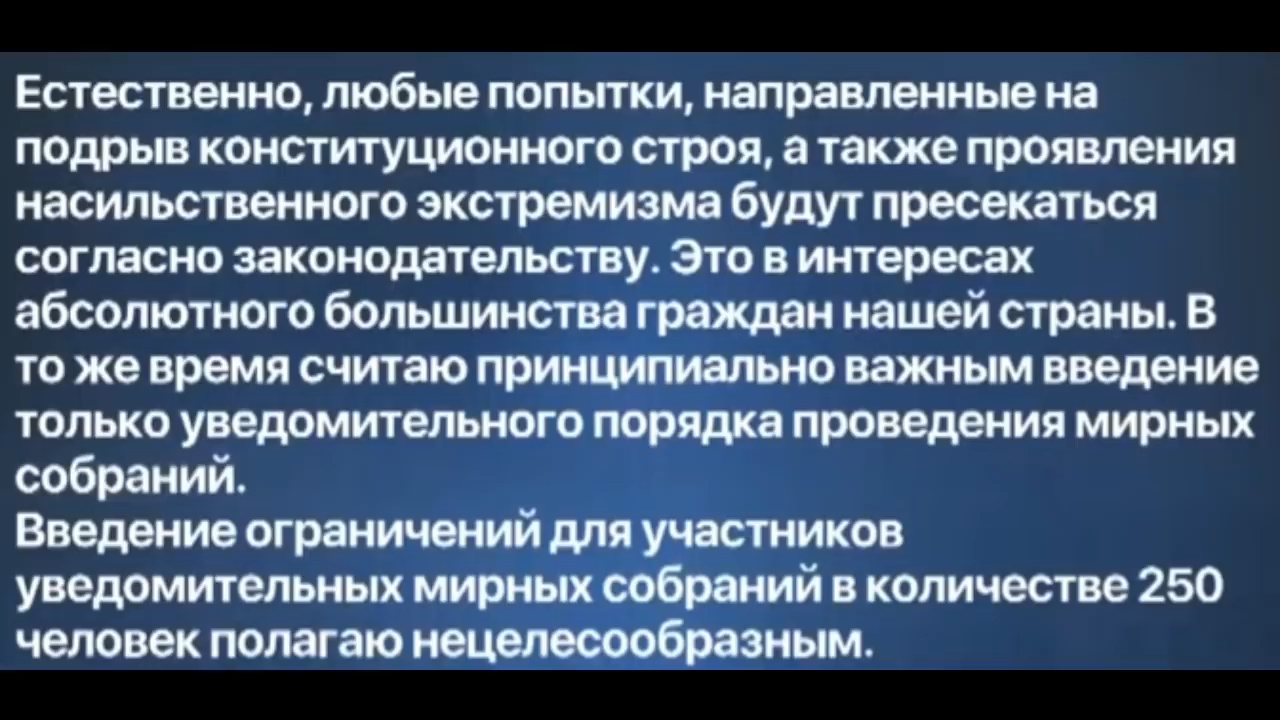 Естественно, любые попытки, направленные на
подрыв конституционного строя, а также проявления
насильственного экстремизма будут пресекаться
согласно законодательству. Это в интересах
абсолютного большинства граждан нашей страны. В
то же время считаю принципиально важным введение
только уведомительного порядка проведения мирных
собраний.
Введение ограничений для участников
уведомительных мирных собраний в количестве 250
человек полагаю нецелесообразным.